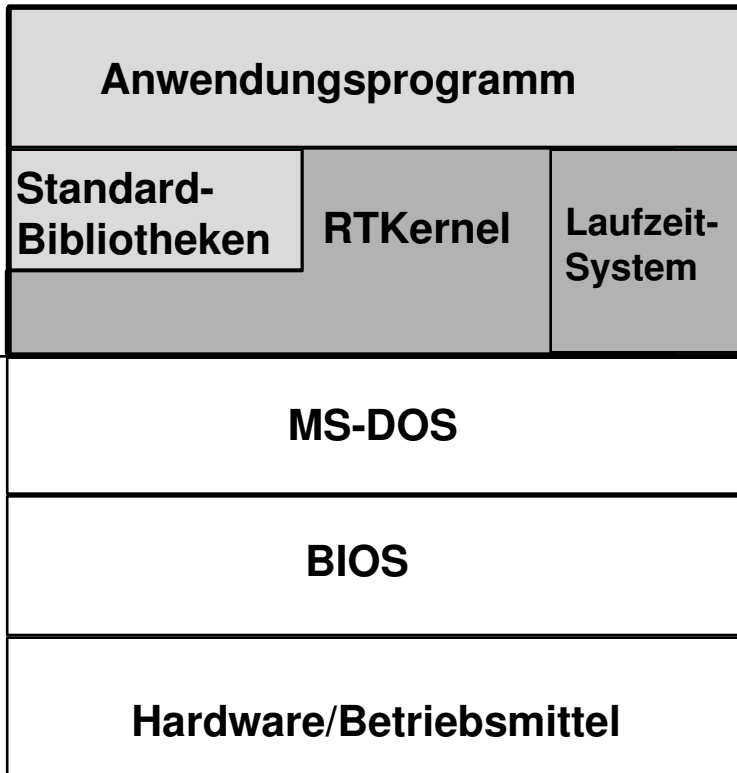 Anwendungsprogramm
Standard-
Bibliotheken
RTKernel
Laufzeit-
System
MS-DOS
BIOS
Hardware/Betriebsmittel